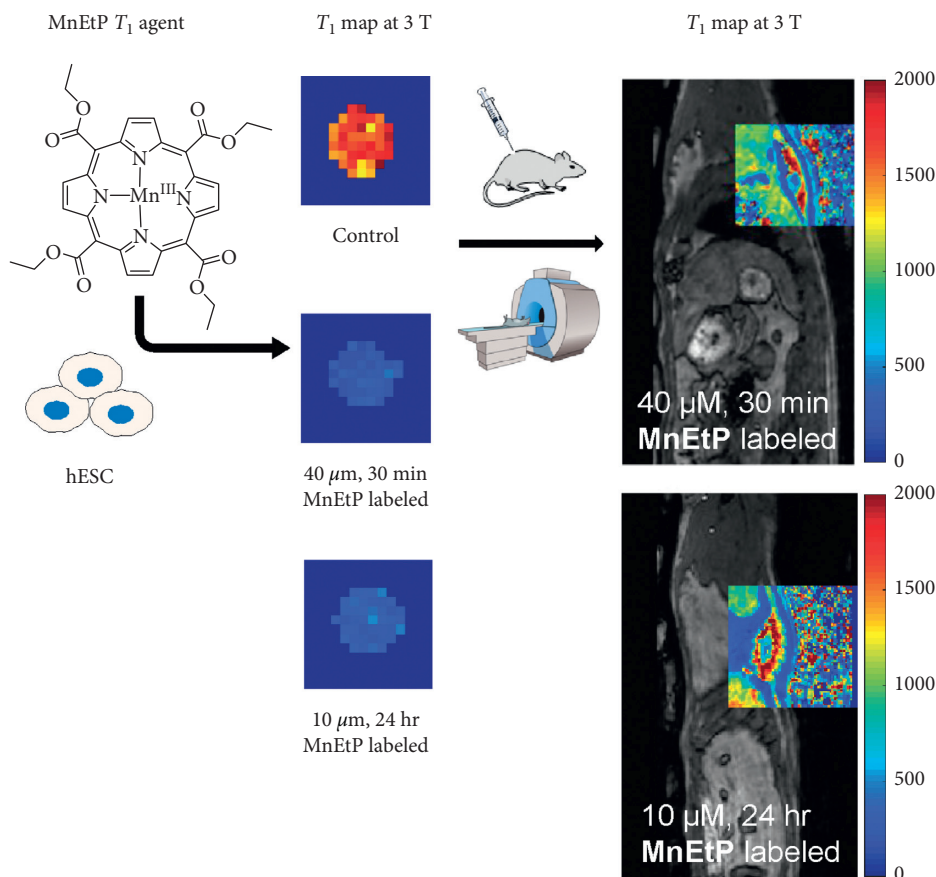 MnEtP T₁ agent
T₁ map at 3 T
T₁ map at 3 T
O
O
O
O
N
N
Mn^III
N
N
O
O
O
O
hESC
Control
40 μm, 30 min
MnEtP labeled
10 μm, 24 hr
MnEtP labeled
40 μM, 30 min
MnEtP labeled
2000
1500
1000
500
0
10 μM, 24 hr
MnEtP labeled
2000
1500
1000
500
0